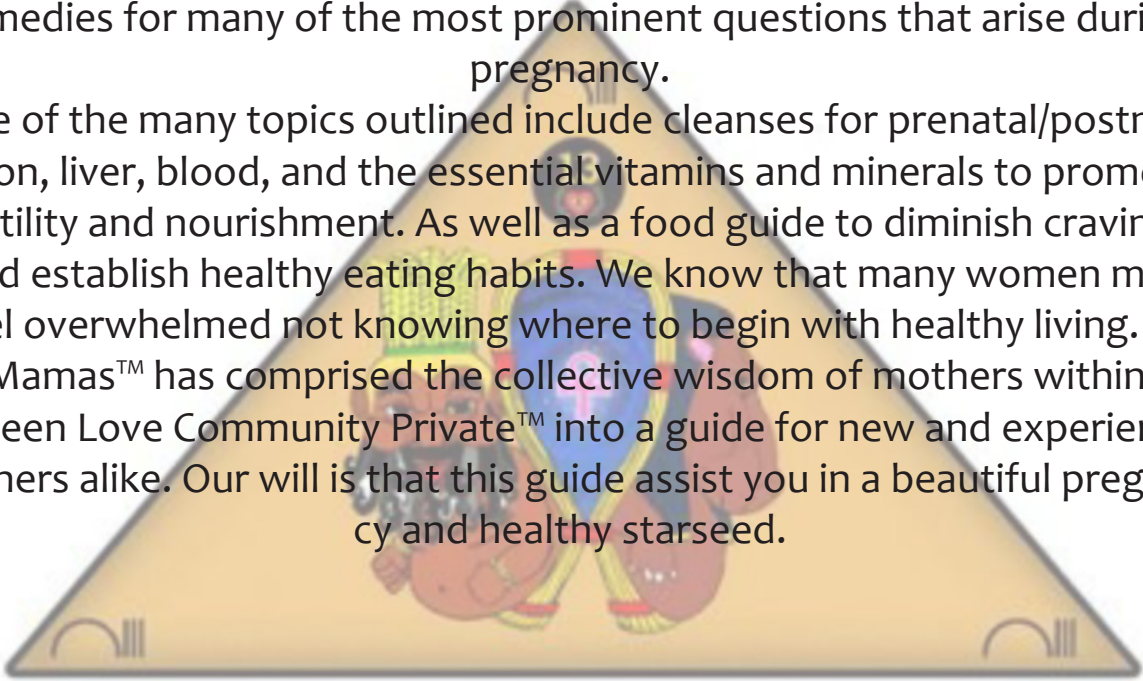 medies for many of the most prominent questions that arise duri
pregnancy.
e of the many topics outlined include cleanses for prenatal/postn
on, liver, blood, and the essential vitamins and minerals to prom
tility and nourishment. As well as a food guide to diminish cravin
d establish healthy eating habits. We know that many women m
el overwhelmed not knowing where to begin with healthy living.
Mamas™ has comprised the collective wisdom of mothers within
een Love Community Private™ into a guide for new and experien
hers alike. Our will is that this guide assist you in a beautiful preg
cy and healthy starseed.